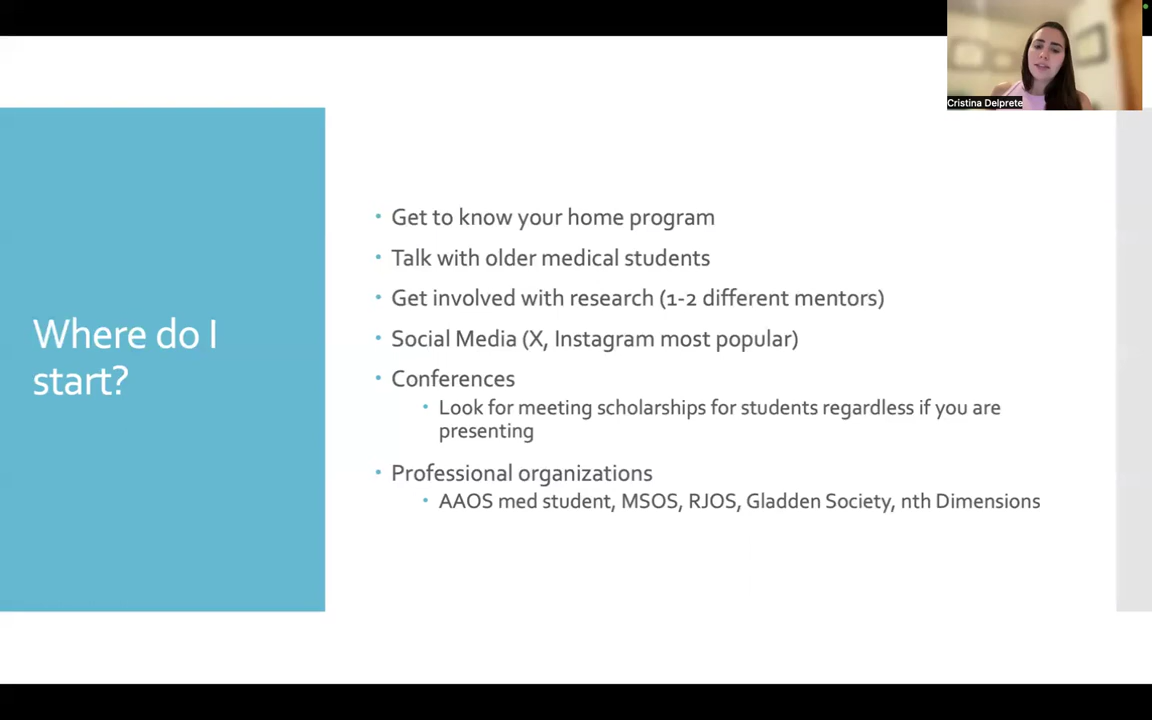 Cristina Delprete
Where do I
start?
Get to know your home program
Talk with older medical students
Get involved with research (1-2 different mentors)
Social Media (X, Instagram most popular)
Conferences
Look for meeting scholarships for students regardless if you are
presenting
Professional organizations
AAOS med student, MSOS, RJOS, Gladden Society, nth Dimensions